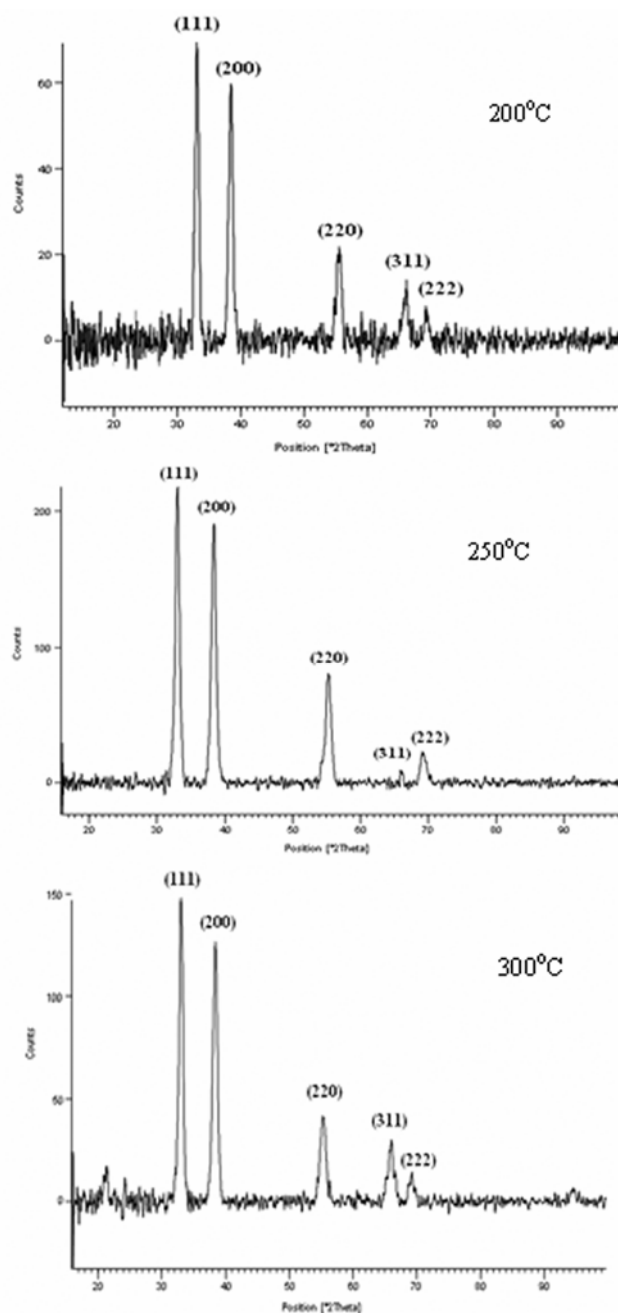 (111)
(200)
200°C
60
40
(220)
20
(311)
(222)
0
Counts
20 30 40 50 60 70 80 90
Position [°2Theta]
(111)
(200)
250°C
200
(220)
100
(311)
(222)
0
Counts
20 30 40 50 60 70 80 90
Position [°2Theta]
(111)
(200)
300°C
150
100
(220)
(311)
50
(222)
0
Counts
20 30 40 50 60 70 80 90
Position [°2Theta]